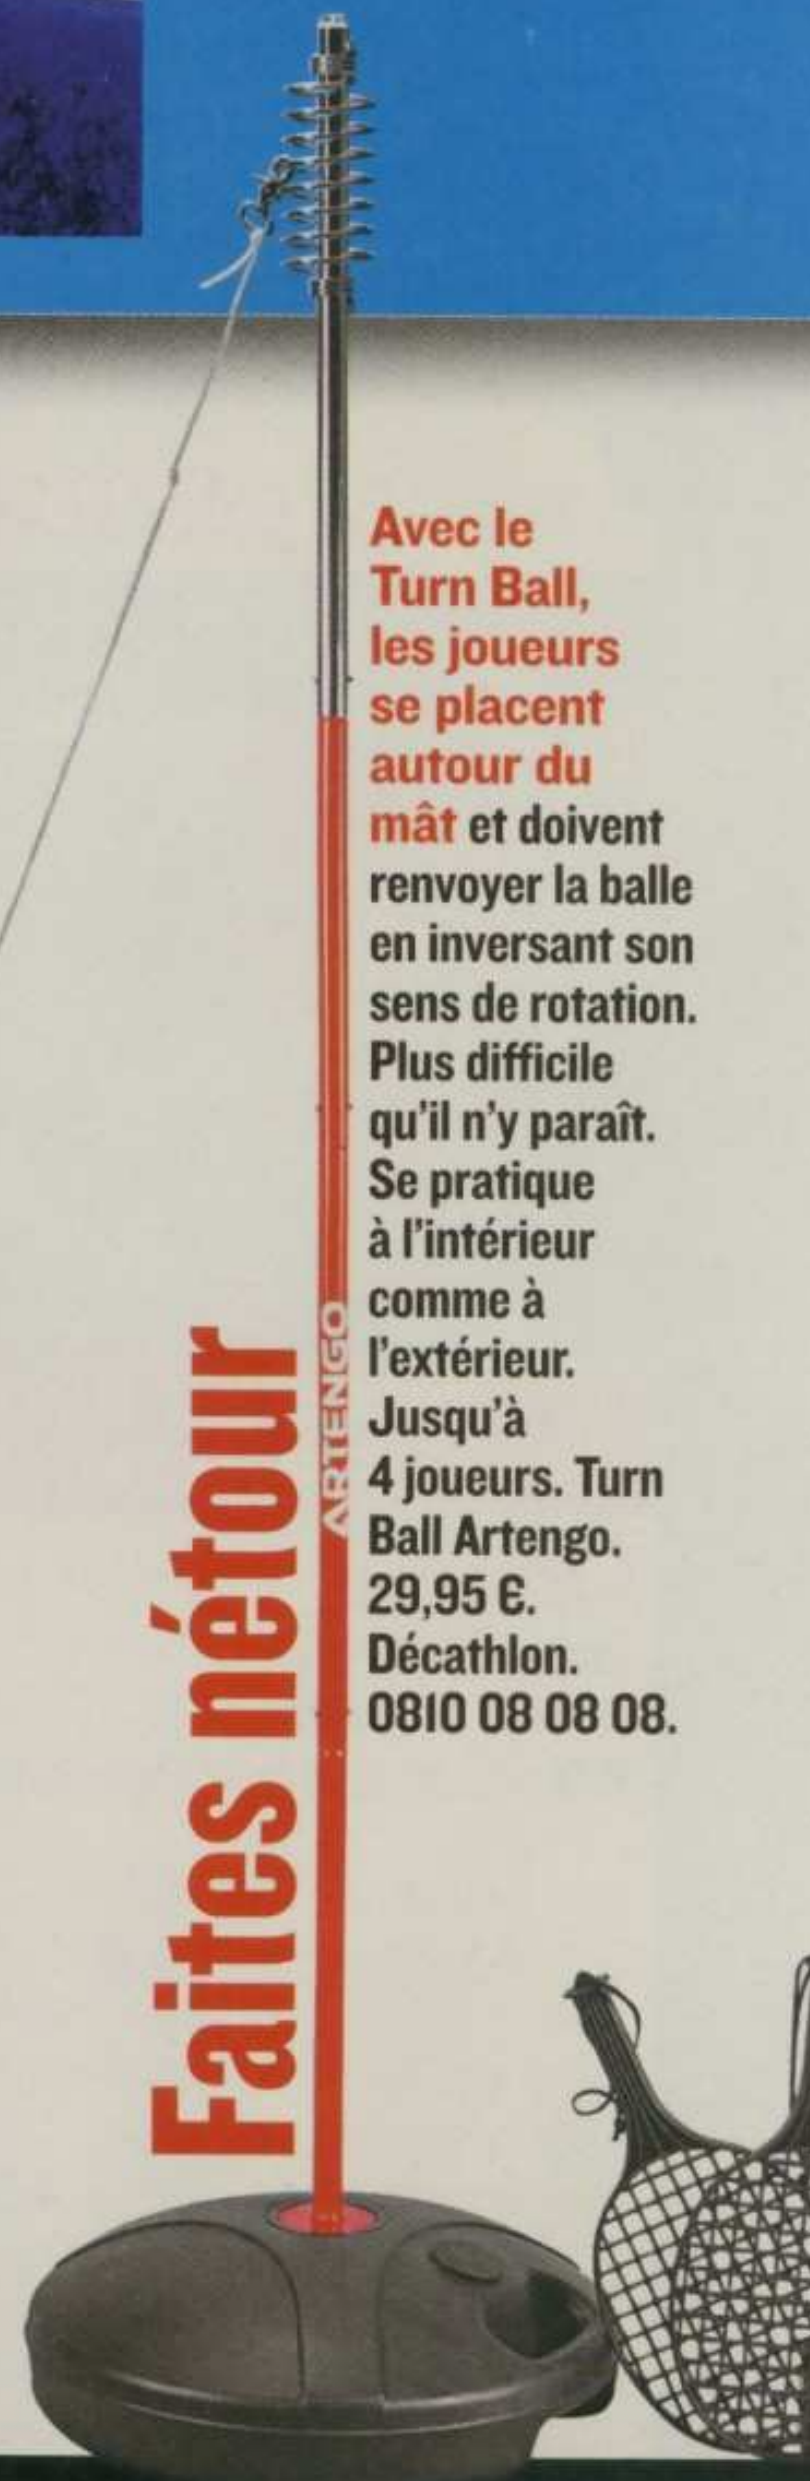 Faites nétour
ARTENGO
Avec le
Turn Ball,
les joueurs
se placent
autour du
mât et doivent
renvoyer la balle
en inversant son
sens de rotation.
Plus difficile
qu'il n'y paraît.
Se pratique
à l'intérieur
comme à
l'extérieur.
Jusqu'à
4 joueurs. Turn
Ball Artengo.
29,95 €.
Décathlon.
0810 08 08 08.